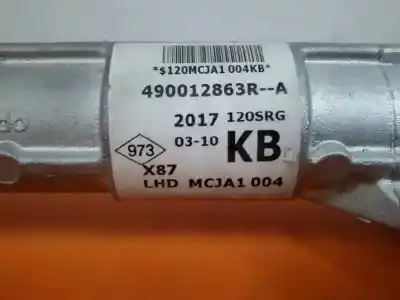 *$120MCJA1 004KB*
490012863R--A
2017 120SRG
03-10 KB
973
X87
LHD MCJA1 004